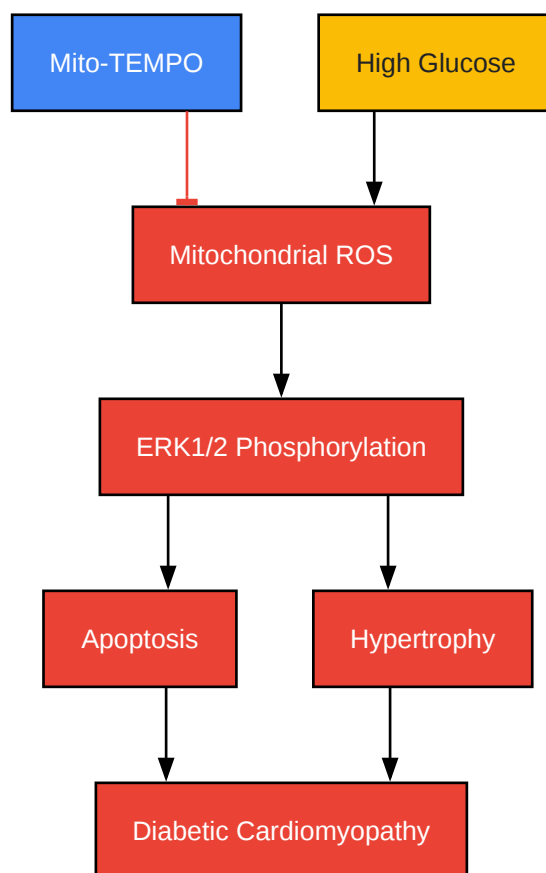 Mito-TEMPO
High Glucose
Mitochondrial ROS
ERK1/2 Phosphorylation
Apoptosis
Hypertrophy
Diabetic Cardiomyopathy